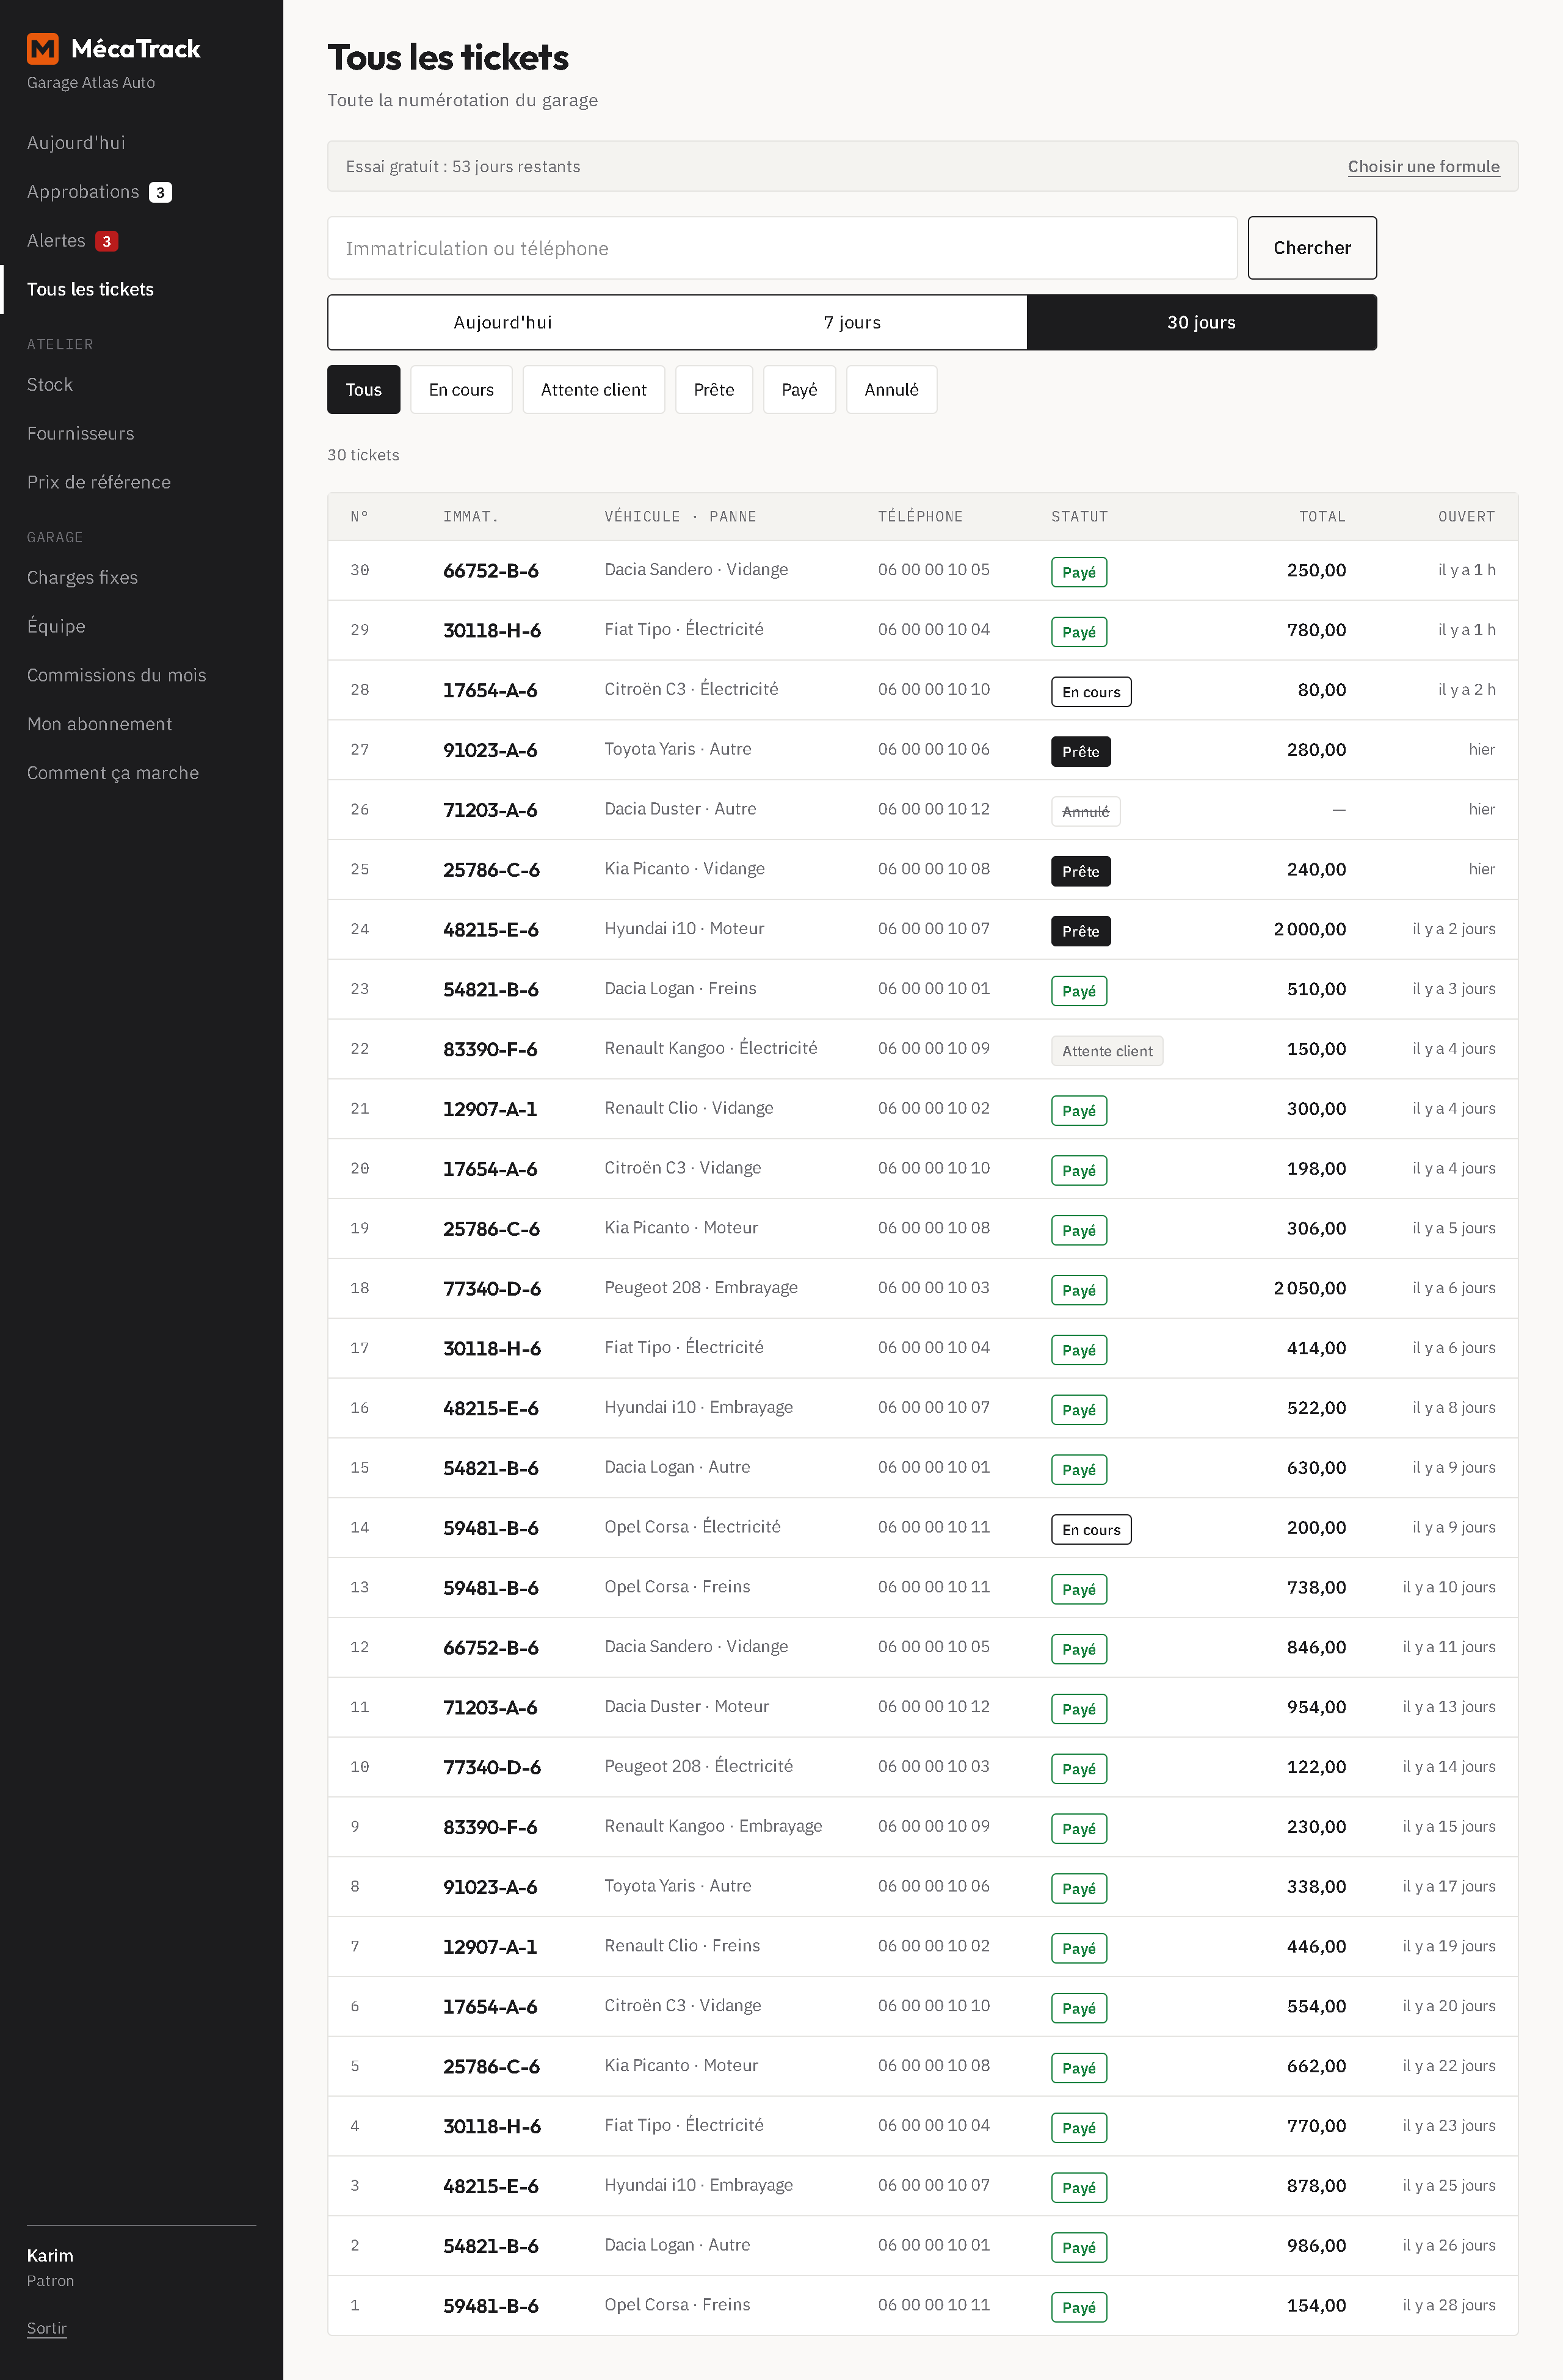 M MécaTrack
Garage Atlas Auto
Aujourd'hui
Approbations 3
Alertes 3
Tous les tickets
ATELIER
Stock
Fournisseurs
Prix de référence
GARAGE
Charges fixes
Équipe
Commissions du mois
Mon abonnement
Comment ça marche
Karim
Patron
Sortir
Tous les tickets
Toute la numérotation du garage
Essai gratuit : 53 jours restants Choisir une formule
Immatriculation ou téléphone Chercher
Aujourd'hui 7 jours 30 jours
Tous En cours Attente client Prête Payé Annulé
30 tickets
N° IMMAT. VÉHICULE · PANNE TÉLÉPHONE STATUT TOTAL OUVERT
30 66752-B-6 Dacia Sandero · Vidange 06 00 00 10 05 Payé 250,00 il y a 1 h
29 30118-H-6 Fiat Tipo · Électricité 06 00 00 10 04 Payé 780,00 il y a 1 h
28 17654-A-6 Citroën C3 · Électricité 06 00 00 10 10 En cours 80,00 il y a 2 h
27 91023-A-6 Toyota Yaris · Autre 06 00 00 10 06 Prête 280,00 hier
26 71203-A-6 Dacia Duster · Autre 06 00 00 10 12 Annulé — hier
25 25786-C-6 Kia Picanto · Vidange 06 00 00 10 08 Prête 240,00 hier
24 48215-E-6 Hyundai i10 · Moteur 06 00 00 10 07 Prête 2 000,00 il y a 2 jours
23 54821-B-6 Dacia Logan · Freins 06 00 00 10 01 Payé 510,00 il y a 3 jours
22 83390-F-6 Renault Kangoo · Électricité 06 00 00 10 09 Attente client 150,00 il y a 4 jours
21 12907-A-1 Renault Clio · Vidange 06 00 00 10 02 Payé 300,00 il y a 4 jours
20 17654-A-6 Citroën C3 · Vidange 06 00 00 10 10 Payé 198,00 il y a 4 jours
19 25786-C-6 Kia Picanto · Moteur 06 00 00 10 08 Payé 306,00 il y a 5 jours
18 77340-D-6 Peugeot 208 · Embrayage 06 00 00 10 03 Payé 2 050,00 il y a 6 jours
17 30118-H-6 Fiat Tipo · Électricité 06 00 00 10 04 Payé 414,00 il y a 6 jours
16 48215-E-6 Hyundai i10 · Embrayage 06 00 00 10 07 Payé 522,00 il y a 8 jours
15 54821-B-6 Dacia Logan · Autre 06 00 00 10 01 Payé 630,00 il y a 9 jours
14 59481-B-6 Opel Corsa · Électricité 06 00 00 10 11 En cours 200,00 il y a 9 jours
13 59481-B-6 Opel Corsa · Freins 06 00 00 10 11 Payé 738,00 il y a 10 jours
12 66752-B-6 Dacia Sandero · Vidange 06 00 00 10 05 Payé 846,00 il y a 11 jours
11 71203-A-6 Dacia Duster · Moteur 06 00 00 10 12 Payé 954,00 il y a 13 jours
10 77340-D-6 Peugeot 208 · Électricité 06 00 00 10 03 Payé 122,00 il y a 14 jours
9 83390-F-6 Renault Kangoo · Embrayage 06 00 00 10 09 Payé 230,00 il y a 15 jours
8 91023-A-6 Toyota Yaris · Autre 06 00 00 10 06 Payé 338,00 il y a 17 jours
7 12907-A-1 Renault Clio · Freins 06 00 00 10 02 Payé 446,00 il y a 19 jours
6 17654-A-6 Citroën C3 · Vidange 06 00 00 10 10 Payé 554,00 il y a 20 jours
5 25786-C-6 Kia Picanto · Moteur 06 00 00 10 08 Payé 662,00 il y a 22 jours
4 30118-H-6 Fiat Tipo · Électricité 06 00 00 10 04 Payé 770,00 il y a 23 jours
3 48215-E-6 Hyundai i10 · Embrayage 06 00 00 10 07 Payé 878,00 il y a 25 jours
2 54821-B-6 Dacia Logan · Autre 06 00 00 10 01 Payé 986,00 il y a 26 jours
1 59481-B-6 Opel Corsa · Freins 06 00 00 10 11 Payé 154,00 il y a 28 jours